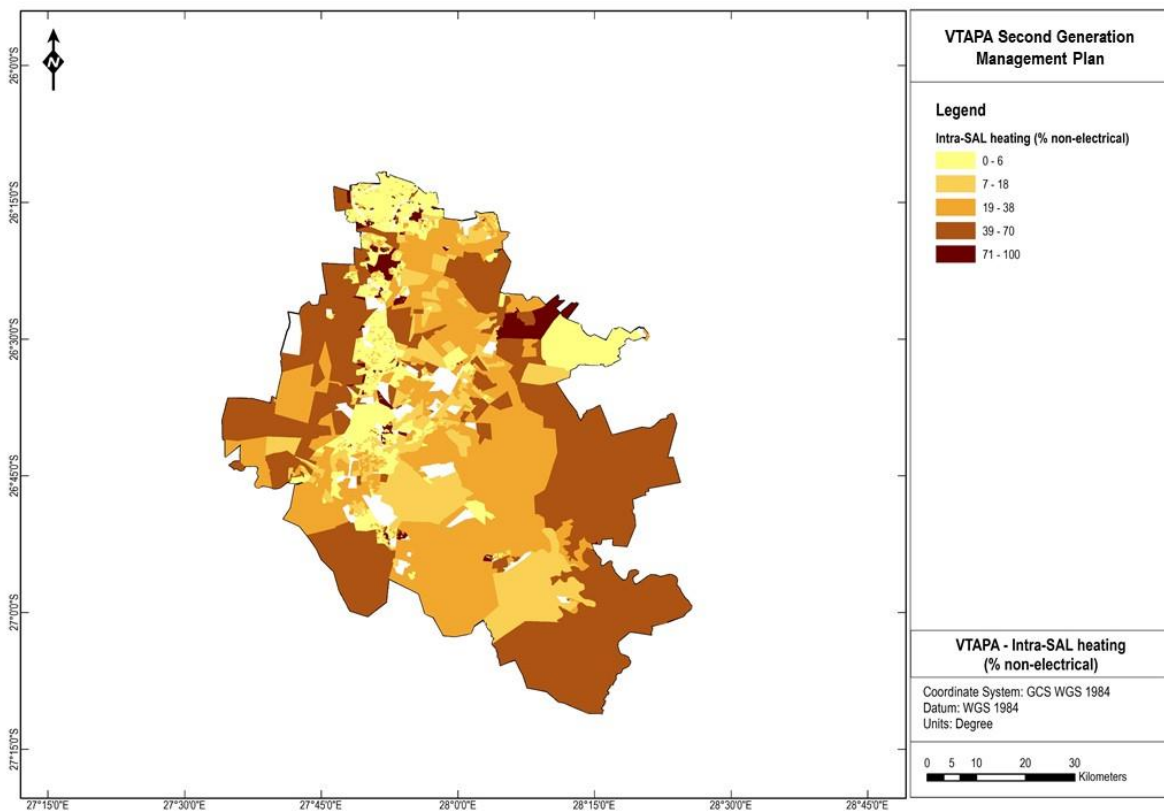 N
26°0'0"S
26°15'0"S
26°30'0"S
26°45'0"S
27°0'0"S
27°15'0"S
27°15'0"E
27°30'0"E
27°45'0"E
28°0'0"E
28°15'0"E
28°30'0"E
28°45'0"E
VTAPA Second Generation
Management Plan
Legend
Intra-SAL heating (% non-electrical)
0 - 6
7 - 18
19 - 38
39 - 70
71 - 100
VTAPA - Intra-SAL heating
(% non-electrical)
Coordinate System: GCS WGS 1984
Datum: WGS 1984
Units: Degree
0 5 10 20 30
Kilometers